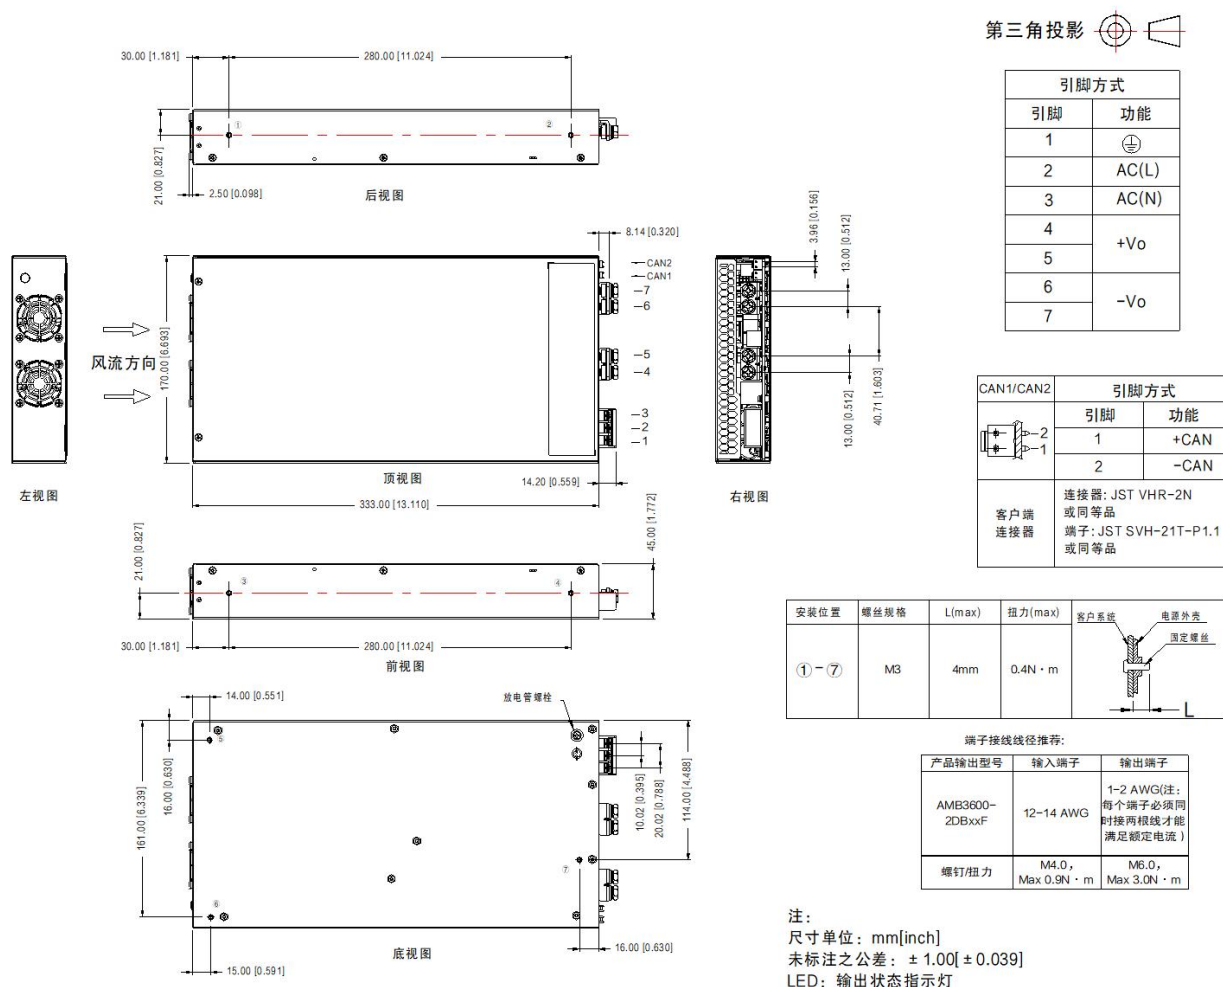 第三角投影
30.00 [1.181]
280.00 [11.024]
21.00 [0.827]
①
②
2.50 [0.098]
后视图
引脚方式
引脚 功能
1
2 AC(L)
3 AC(N)
4
5
+Vo
6
7
−Vo
8.14 [0.320]
CAN2
CAN1
7
6
5
4
3
2
1
风流方向
170.00 [6.693]
左视图
顶视图
14.20 [0.559]
333.00 [13.110]
3.96 [0.156]
13.00 [0.512]
40.71 [1.603]
13.00 [0.512]
右视图
CAN1/CAN2 引脚方式
引脚 功能
2
1
1 +CAN
2 −CAN
客户端
连接器
连接器: JST VHR-2N
或同等品
端子: JST SVH-21T-P1.1
或同等品
21.00 [0.827]
45.00 [1.772]
③
④
30.00 [1.181]
280.00 [11.024]
前视图
安装位置 螺丝规格 L(max) 扭力(max)
①-⑦ M3 4mm 0.4N·m
客户系统
电源外壳
固定螺丝
L
14.00 [0.551]
放电管螺栓
16.00 [0.630]
161.00 [6.339]
10.02 [0.395]
20.02 [0.788]
114.00 [4.488]
⑤
⑦
⑥
底视图
16.00 [0.630]
15.00 [0.591]
端子接线线径推荐:
产品输出型号 输入端子 输出端子
AMB3600-
2DBxxF
12-14 AWG
1-2 AWG(注:
每个端子必须同
时接两根线才能
满足额定电流)
螺钉/扭力
M4.0,
Max 0.9N·m
M6.0,
Max 3.0N·m
注:
尺寸单位: mm[inch]
未标注之公差: ±1.00[±0.039]
LED: 输出状态指示灯